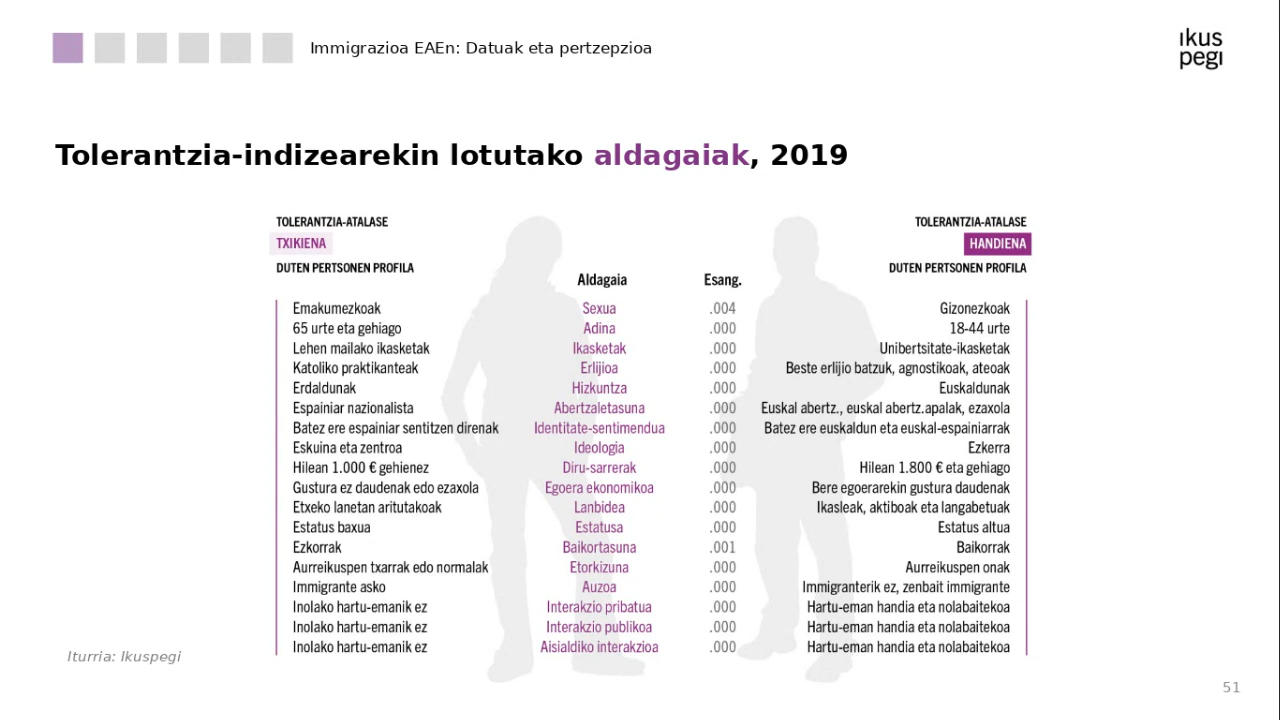 Immigrazioa EAEn: Datuak eta pertzepzioa
ikus
pegi
Tolerantzia-indizearekin lotutako aldagaiak, 2019
TOLERANTZIA-ATALASE
TXIKIENA
DUTEN PERTSONEN PROFILA
TOLERANTZIA-ATALASE
HANDIENA
DUTEN PERTSONEN PROFILA
Aldagaia Esang.
Emakumezkoak Sexua .004 Gizonezkoak
65 urte eta gehiago Adina .000 18-44 urte
Lehen mailako ikasketak Ikasketak .000 Unibertsitate-ikasketak
Katoliko praktikanteak Erlijioa .000 Beste erlijio batzuk, agnostikoak, ateoak
Erdaldunak Hizkuntza .000 Euskaldunak
Espainiar nazionalista Abertzaletasuna .000 Euskal abertz., euskal abertz.apalak, ezaxola
Batez ere espainiar sentitzen direnak Identitate-sentimendua .000 Batez ere euskaldun eta euskal-espainiarrak
Eskuina eta zentroa Ideologia .000 Ezkerra
Hilean 1.000 € gehienez Diru-sarrerak .000 Hilean 1.800 € eta gehiago
Gustura ez daudenak edo ezaxola Egoera ekonomikoa .000 Bere egoerarekin gustura daudenak
Etxeko lanetan aritutakoak Lanbidea .000 Ikasleak, aktiboak eta langabetuak
Estatus baxua Estatusa .000 Estatus altua
Ezkorrak Baikortasuna .001 Baikorrak
Aurreikuspen txarrak edo normalak Etorkizuna .000 Aurreikuspen onak
Immigrante asko Auzoa .000 Immigranterik ez, zenbait immigrante
Inolako hartu-emanik ez Interakzio pribatua .000 Hartu-eman handia eta nolabaitekoa
Inolako hartu-emanik ez Interakzio publikoa .000 Hartu-eman handia eta nolabaitekoa
Inolako hartu-emanik ez Aisialdiko interakzioa .000 Hartu-eman handia eta nolabaitekoa
Iturria: Ikuspegi
51